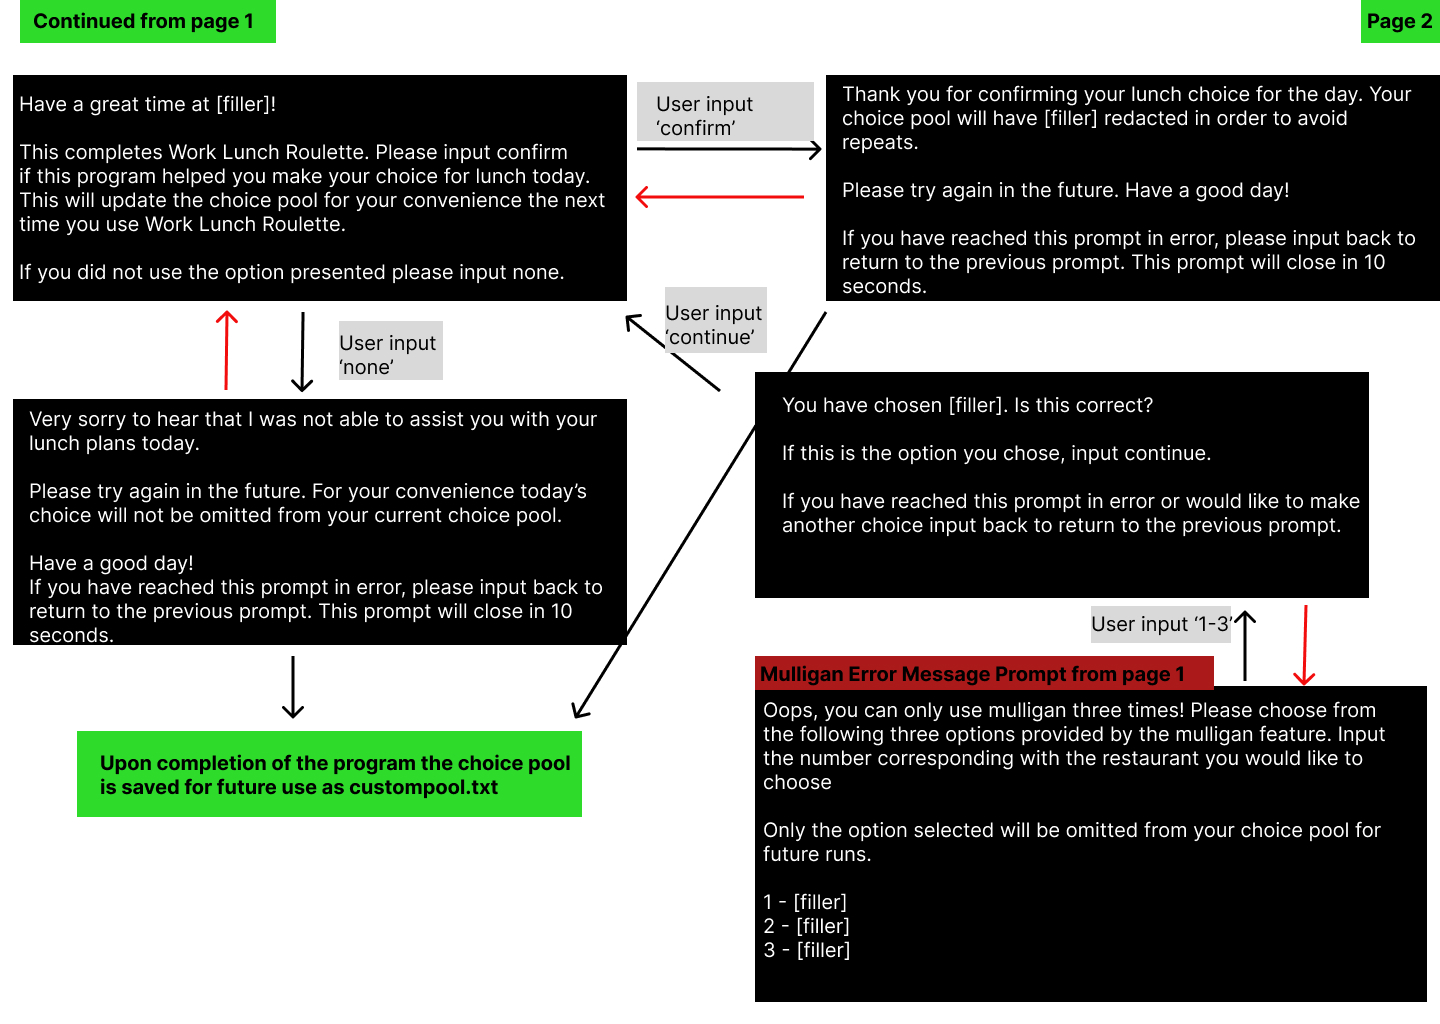 Continued from page 1
Page 2
Have a great time at [filler]!
This completes Work Lunch Roulette. Please input confirm
if this program helped you make your choice for lunch today.
This will update the choice pool for your convenience the next
time you use Work Lunch Roulette.
If you did not use the option presented please input none.
User input
‘confirm’
Thank you for confirming your lunch choice for the day. Your
choice pool will have [filler] redacted in order to avoid
repeats.
Please try again in the future. Have a good day!
If you have reached this prompt in error, please input back to
return to the previous prompt. This prompt will close in 10
seconds.
User input
‘none’
User input
‘continue’
Very sorry to hear that I was not able to assist you with your
lunch plans today.
Please try again in the future. For your convenience today’s
choice will not be omitted from your current choice pool.
Have a good day!
If you have reached this prompt in error, please input back to
return to the previous prompt. This prompt will close in 10
seconds.
You have chosen [filler]. Is this correct?
If this is the option you chose, input continue.
If you have reached this prompt in error or would like to make
another choice input back to return to the previous prompt.
User input ‘1-3’
Upon completion of the program the choice pool
is saved for future use as custompool.txt
Mulligan Error Message Prompt from page 1
Oops, you can only use mulligan three times! Please choose from
the following three options provided by the mulligan feature. Input
the number corresponding with the restaurant you would like to
choose
Only the option selected will be omitted from your choice pool for
future runs.
1 - [filler]
2 - [filler]
3 - [filler]